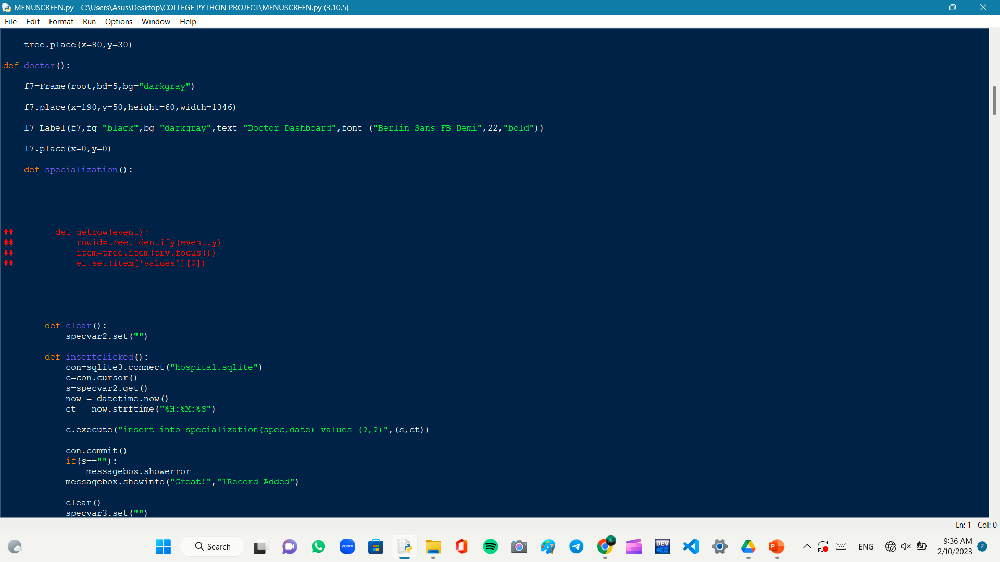 MENUSCREEN.py - C:\Users\Asus\Desktop\COLLEGE PYTHON PROJECT\MENUSCREEN.py (3.10.5)
File Edit Format Run Options Window Help
    tree.place(x=80,y=30)
def doctor():
    f7=Frame(root,bd=5,bg="darkgray")
    f7.place(x=190,y=50,height=60,width=1346)
    l7=Label(f7,fg="black",bg="darkgray",text="Doctor Dashboard",font=("Berlin Sans FB Demi",22,"bold"))
    l7.place(x=0,y=0)
    def specialization():
##        def getrow(event):
##            rowid=tree.identify(event.y)
##            item=tree.item(trv.focus())
##            e1.set(item['values'][0])
        def clear():
            specvar2.set("")
        def insertclicked():
            con=sqlite3.connect("hospital.sqlite")
            c=con.cursor()
            s=specvar2.get()
            now = datetime.now()
            ct = now.strftime("%H:%M:%S")
            c.execute("insert into specialization(spec,date) values (?,?)",(s,ct))
            con.commit()
            if(s==""):
                messagebox.showerror
            messagebox.showinfo("Great!","1Record Added")
            clear()
            specvar3.set("")
Ln: 1 Col: 0
Search
zoom
DEV
C++
P
ENG
9:36 AM
2/10/2023
2